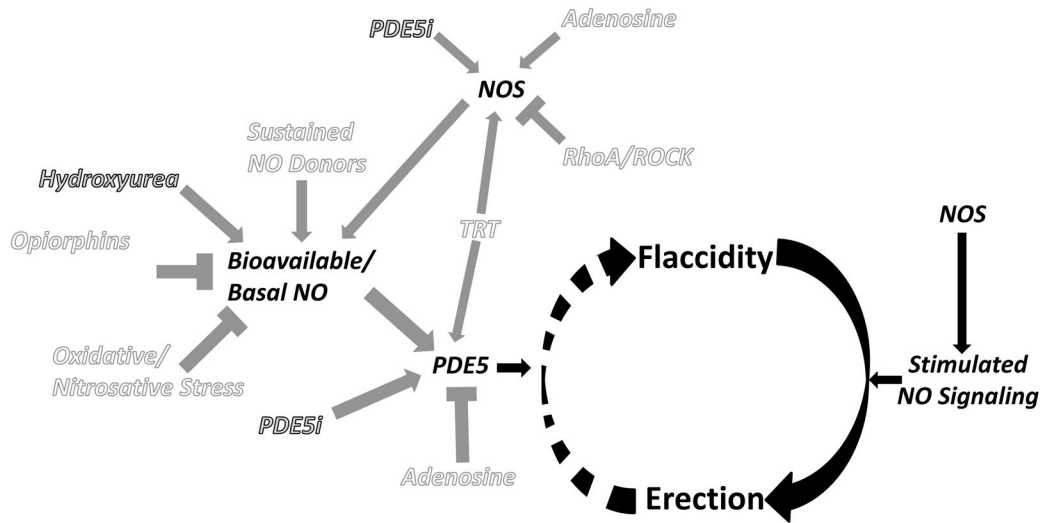 PDE5i
Adenosine
NOS
Sustained
NO Donors
RhoA/ROCK
Hydroxyurea
Opiorphins
TRT
NOS
Bioavailable/
Basal NO
Flaccidity
Oxidative/
Nitrosative Stress
PDE5
Stimulated
NO Signaling
PDE5i
Adenosine
Erection